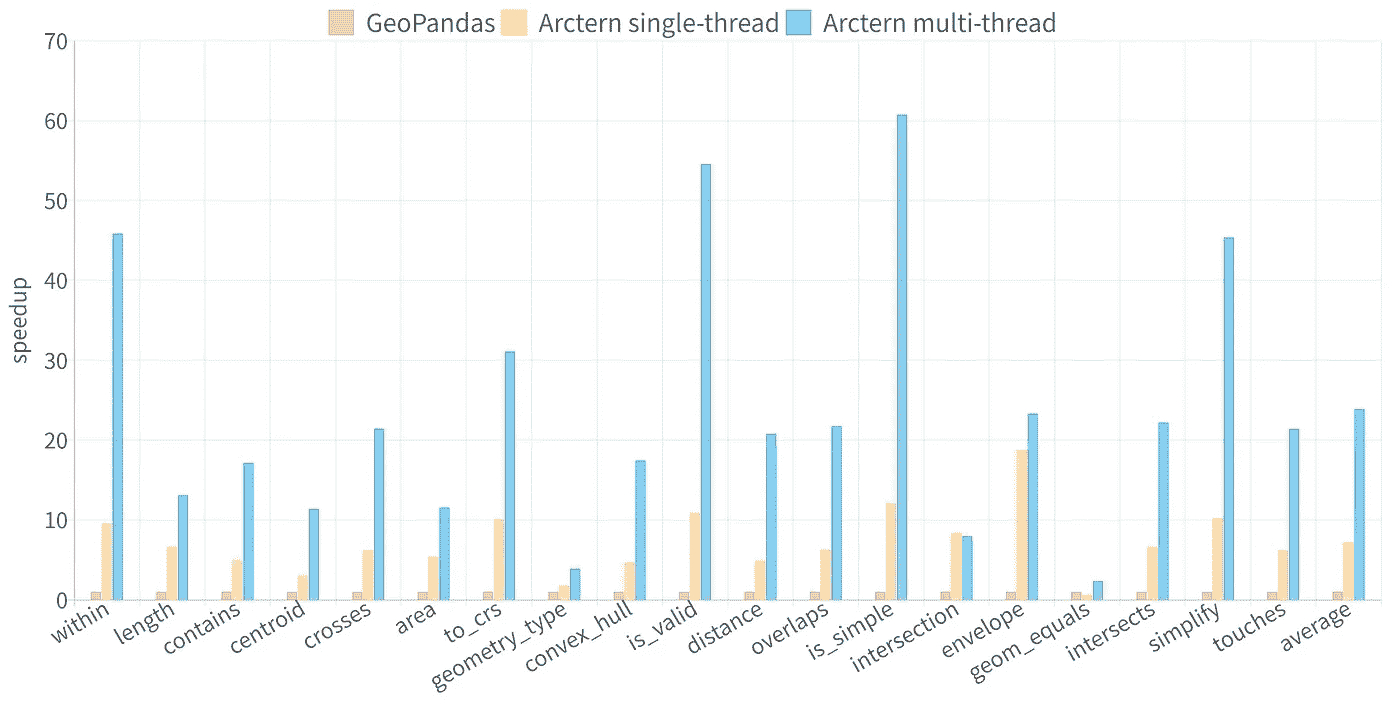 GeoPandas Arctern single-thread Arctern multi-thread
70
60
50
40
30
20
10
0
speedup
within
length
contains
centroid
crosses
area
to_crs
geometry_type
convex_hull
is_valid
distance
overlaps
is_simple
intersection
envelope
geom_equals
intersects
simplify
touches
average